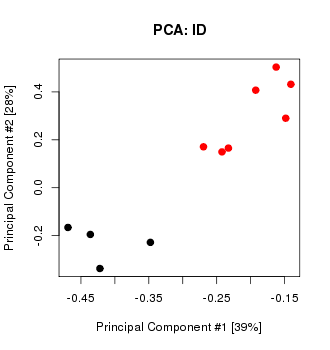 PCA: ID
Principal Component #2 [28%]
0.4
0.2
0.0
-0.2
-0.45 -0.35 -0.25 -0.15
Principal Component #1 [39%]